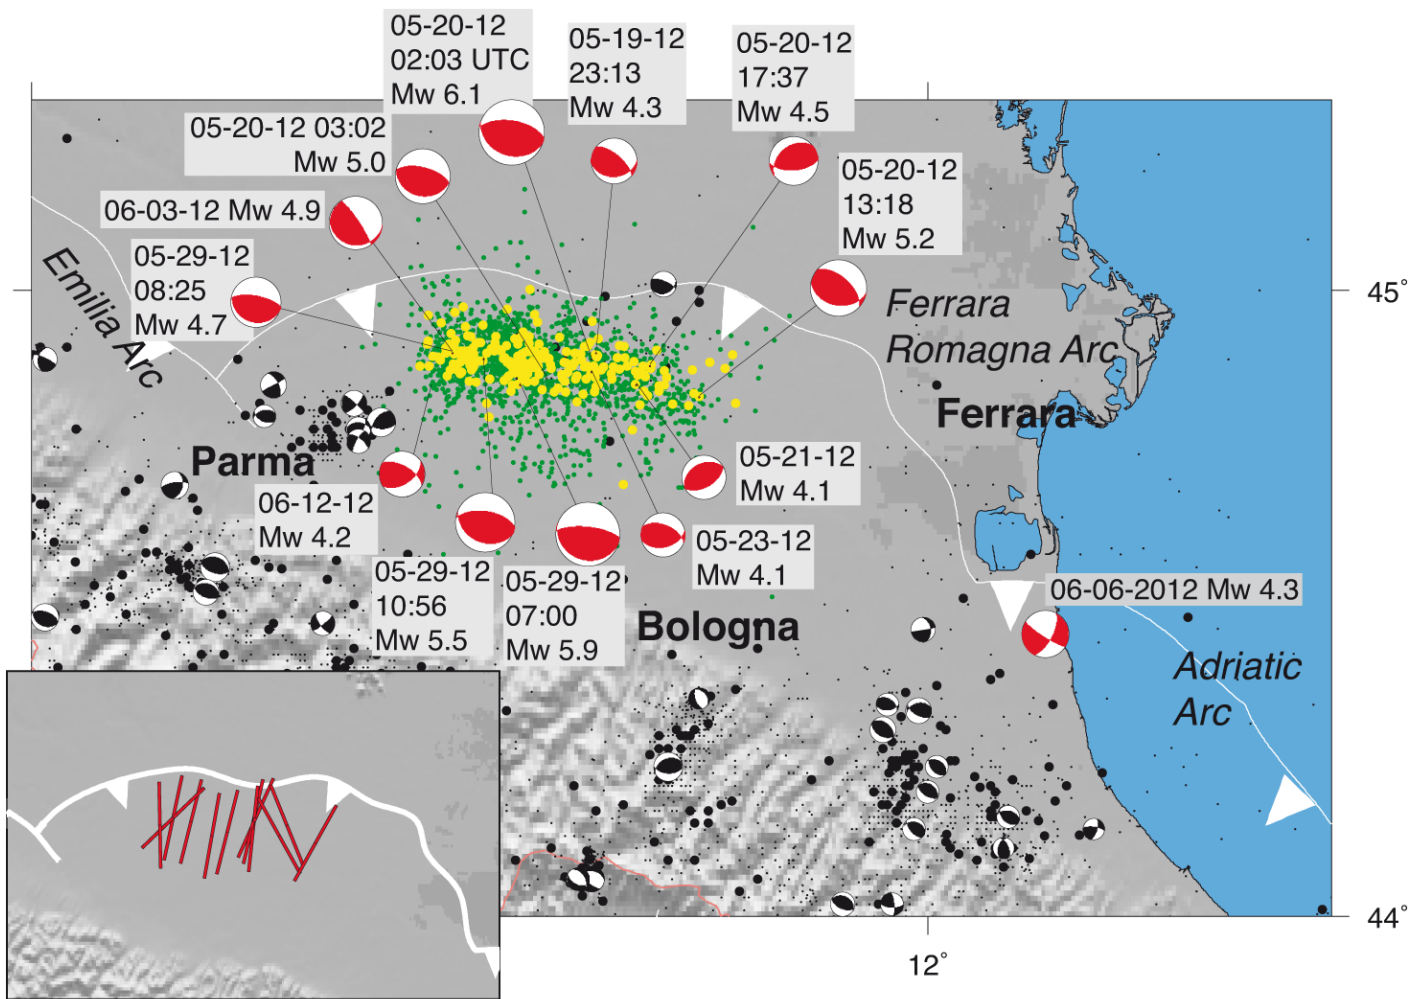 05-20-12
02:03 UTC
Mw 6.1
05-19-12
23:13
Mw 4.3
05-20-12
17:37
Mw 4.5
05-20-12 03:02
Mw 5.0
05-20-12
13:18
Mw 5.2
06-03-12 Mw 4.9
05-29-12
08:25
Mw 4.7
Emilia Arc
Ferrara
Romagna Arc
45°
Ferrara
Parma
06-12-12
Mw 4.2
05-21-12
Mw 4.1
05-23-12
Mw 4.1
05-29-12
10:56
Mw 5.5
05-29-12
07:00
Mw 5.9
Bologna
06-06-2012 Mw 4.3
Adriatic
Arc
44°
12°